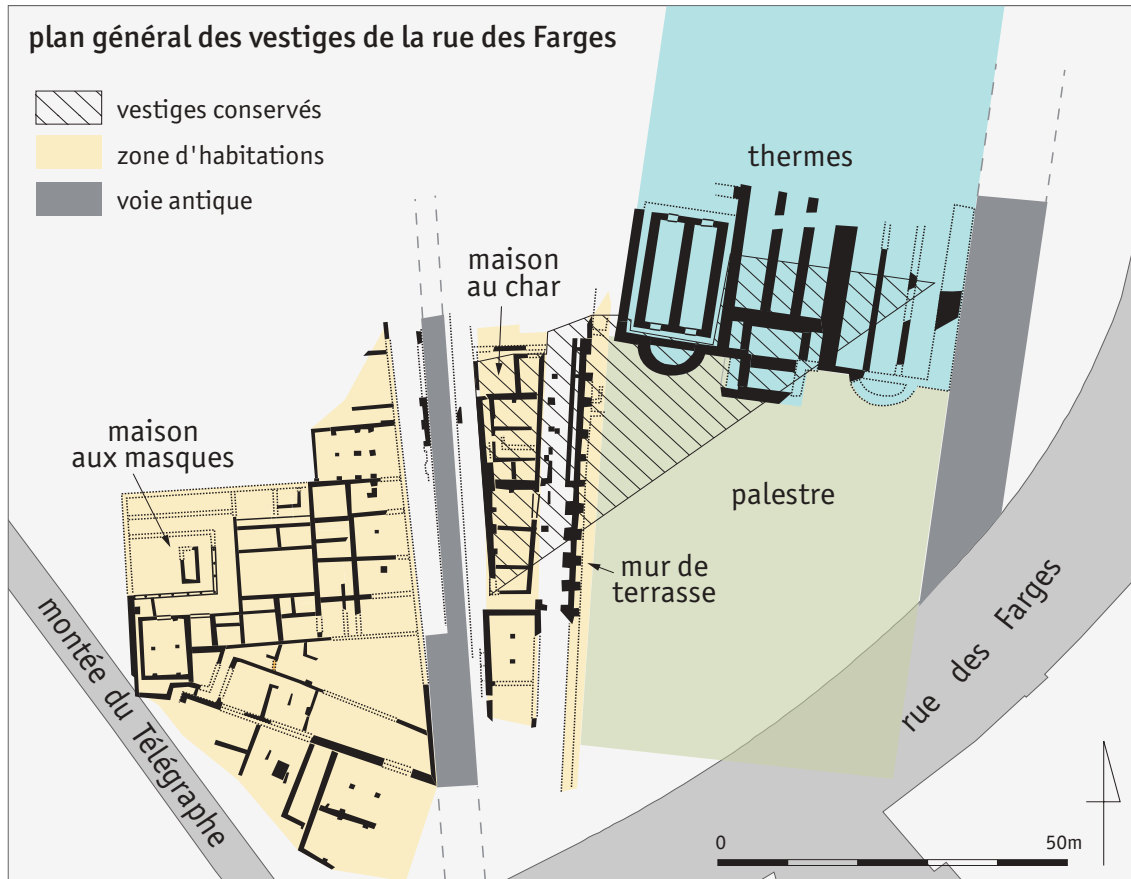 plan général des vestiges de la rue des Farges
vestiges conservés
zone d'habitations
voie antique
thermes
maison
au char
maison
aux masques
palestre
mur de
terrasse
montée du Télégraphe
rue des Farges
0 50m